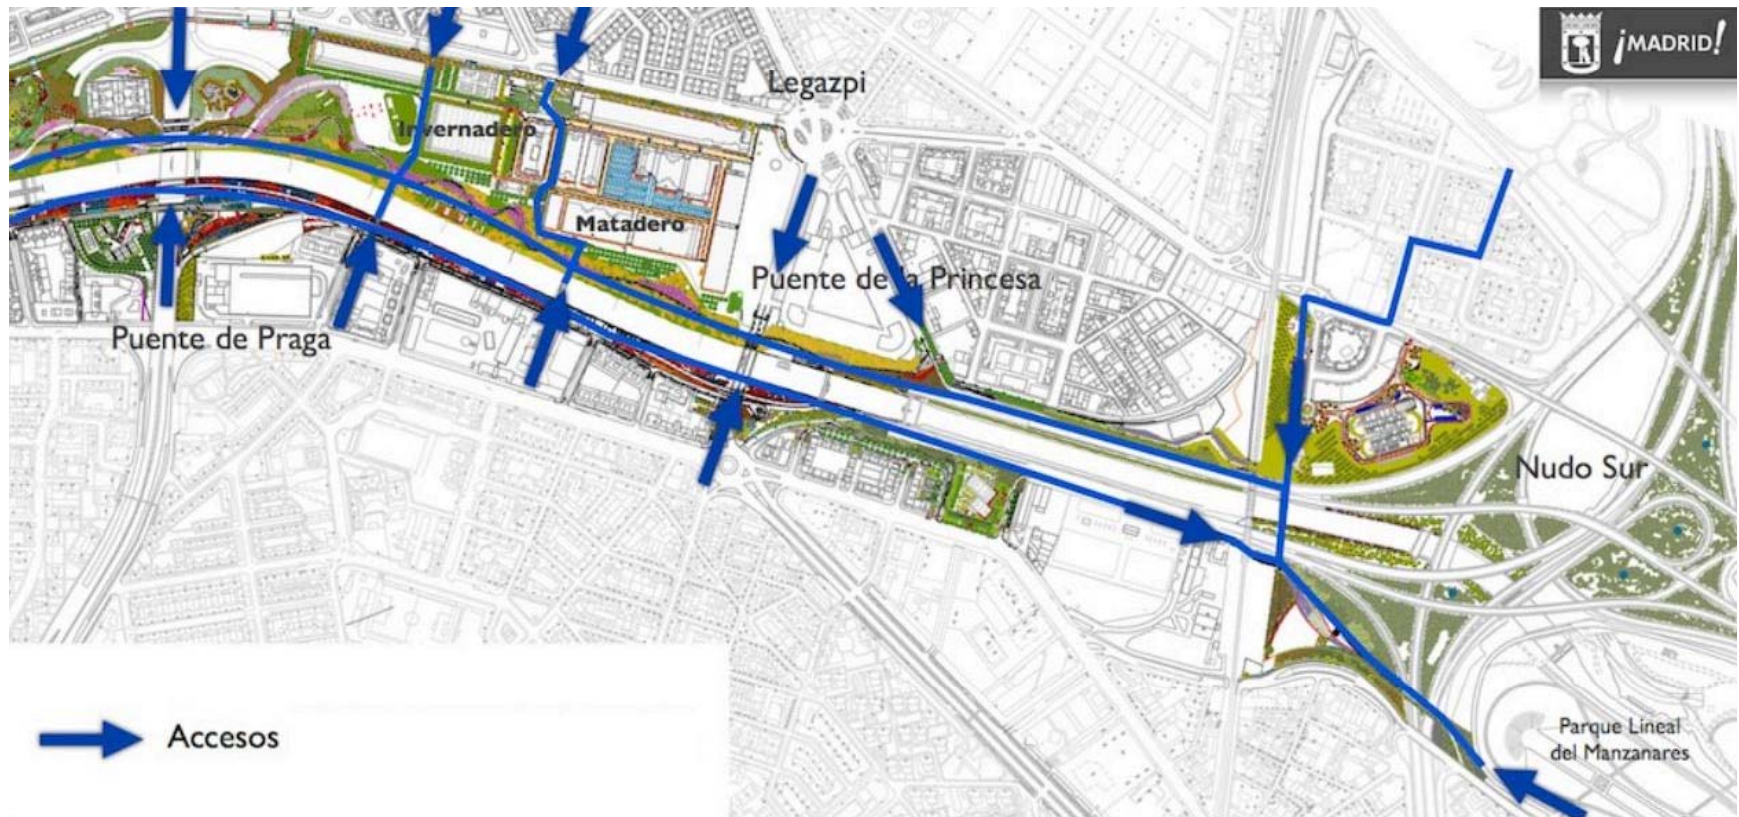 ¡MADRID!
Legazpi
Invernadero
Matadero
Puente de la Princesa
Puente de Praga
Nudo Sur
Accesos
Parque Lineal
del Manzanares